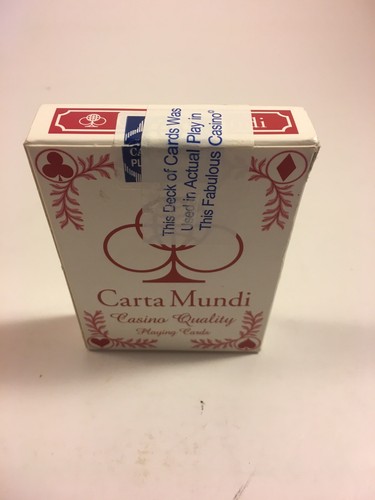 This Deck of Cards Was
Used in Actual Play in
This Fabulous Casino®
Carta Mundi
Casino Quality
Playing Cards